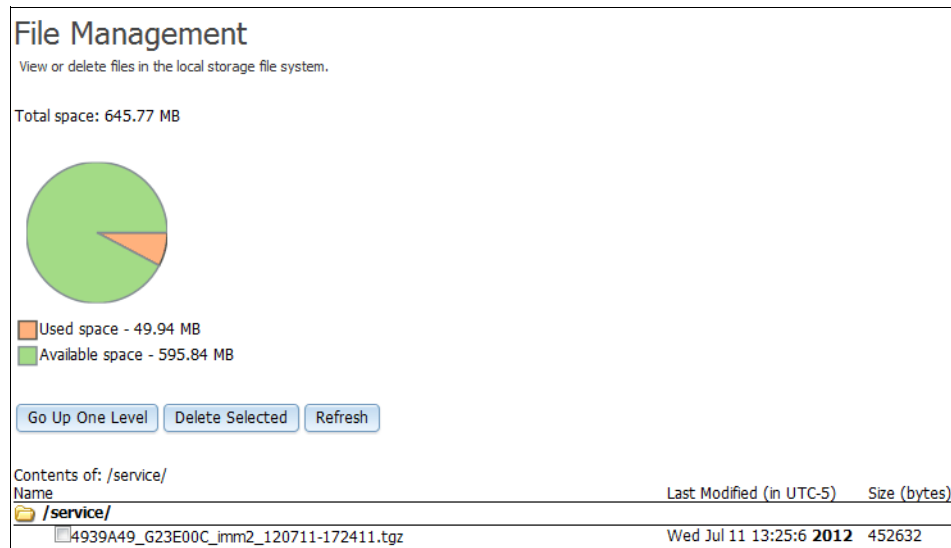 File Management
View or delete files in the local storage file system.
Total space: 645.77 MB
Used space - 49.94 MB
Available space - 595.84 MB
Go Up One Level Delete Selected Refresh
Contents of: /service/
Name Last Modified (in UTC-5) Size (bytes)
/service/
4939A49_G23E00C_imm2_120711-172411.tgz Wed Jul 11 13:25:6 2012 452632